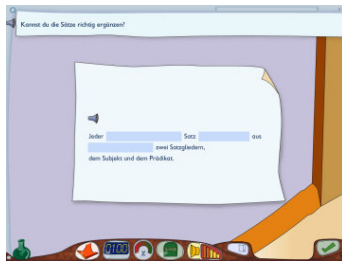 Kannst du die Sätze richtig ergänzen?
Jeder Satz aus
zwei Satzgliedern,
dem Subjekt und dem Prädikat.